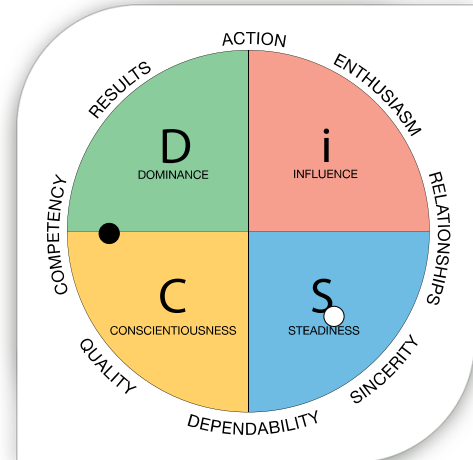 ACTION
RESULTS
ENTHUSIASM
D
DOMINANCE
i
INFLUENCE
COMPETENCY
RELATIONSHIPS
C
CONSCIENTIOUSNESS
S
STEADINESS
QUALITY
SINCERITY
DEPENDABILITY